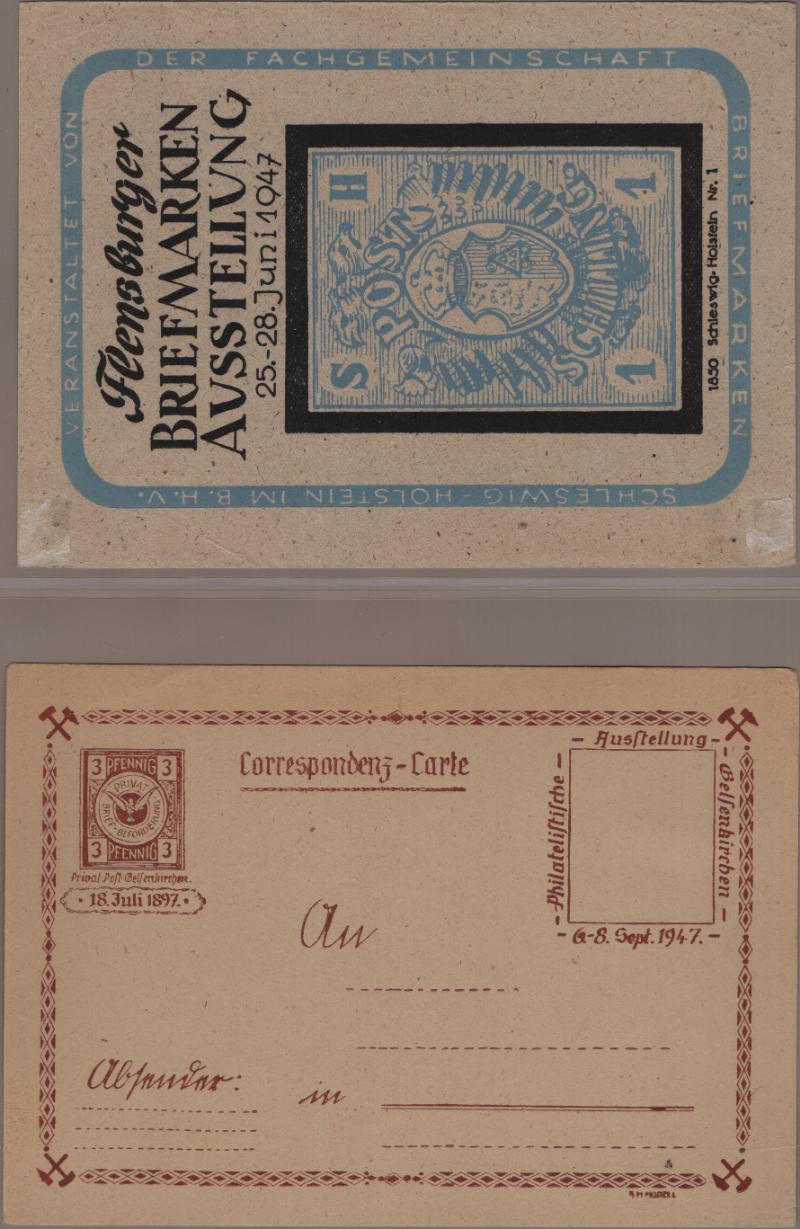 VERANSTALTET VON
DER FACHGEMEINSCHAFT
BRIEFMARKEN
SCHLESWIG-HOLSTEIN IM B.H.V.
Flensburger
BRIEFMARKEN
AUSSTELLUNG
25.-28. Juni 1947
S H
POST
SCHILLING
1 1
1850 Schleswig-Holstein Nr. 1
3 PFENNIG 3
PRIVAT
BRIEF-BEFÖRDERUNG
3 PFENNIG 3
Privat-Post-Gelsenkirchen.
18. Juli 1897.
Correspondenz-Carte
- Ausstellung -
- Philatelistische -
- Gelsenkirchen -
- 6.-8. Sept. 1947. -
An
Absender:
in